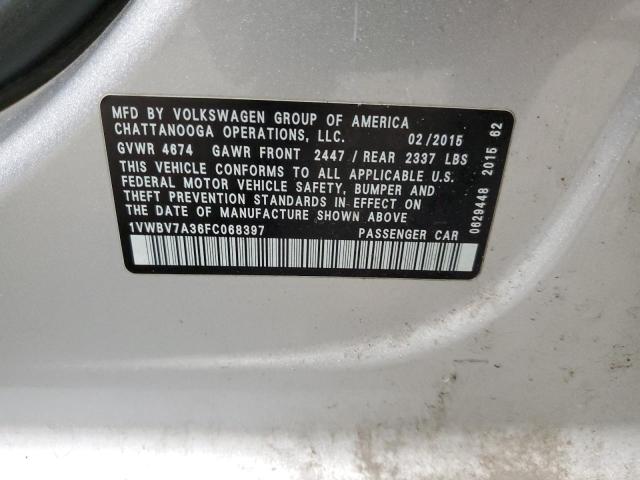 MFD BY VOLKSWAGEN GROUP OF AMERICA
CHATTANOOGA OPERATIONS, LLC. 02/2015
GVWR 4674 GAWR FRONT 2447 / REAR 2337 LBS
THIS VEHICLE CONFORMS TO ALL APPLICABLE U.S.
FEDERAL MOTOR VEHICLE SAFETY, BUMPER AND
THEFT PREVENTION STANDARDS IN EFFECT ON
THE DATE OF MANUFACTURE SHOWN ABOVE
1VWBV7A36FC068397 PASSENGER CAR
0629448 2015 62